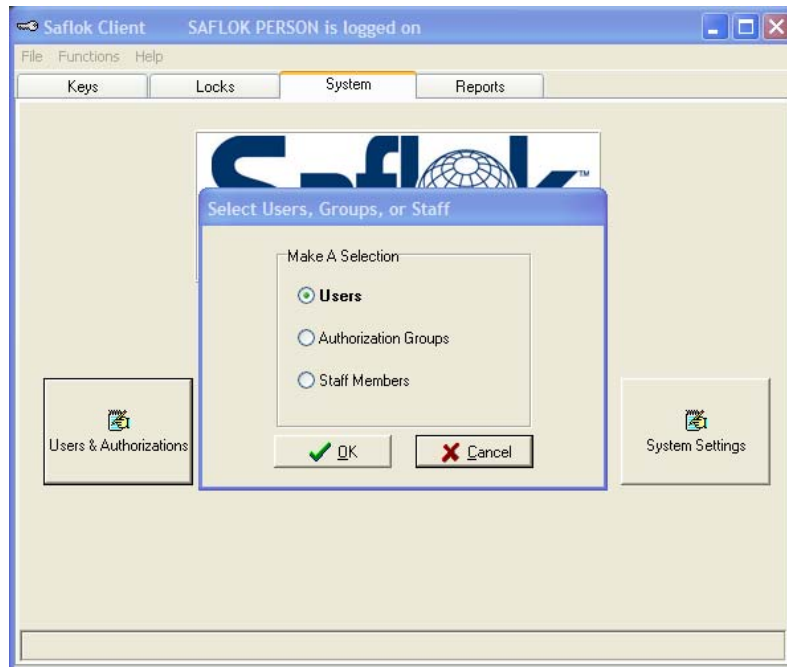 Saflok Client SAFLOK PERSON is logged on
File Functions Help
Keys Locks System Reports
Saflok™
Select Users, Groups, or Staff
Make A Selection
Users
Authorization Groups
Staff Members
OK Cancel
Users & Authorizations
System Settings